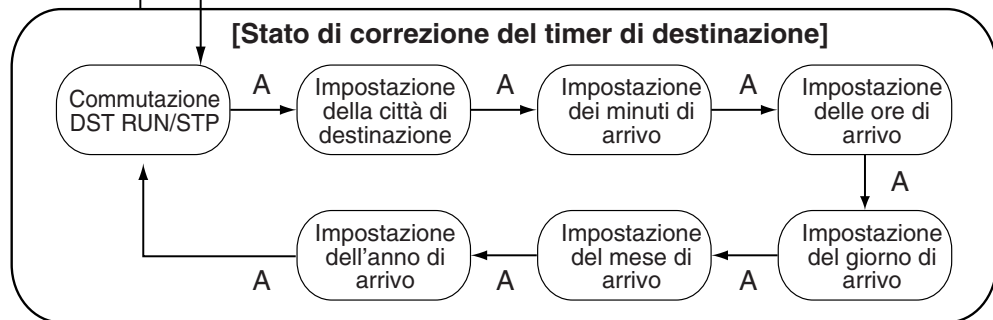 [Stato di correzione del timer di destinazione]
Commutazione
DST RUN/STP
A
Impostazione
della città di
destinazione
A
Impostazione
dei minuti di
arrivo
A
Impostazione
delle ore di
arrivo
A
Impostazione
del giorno di
arrivo
A
Impostazione
del mese di
arrivo
A
Impostazione
dell'anno di
arrivo
A